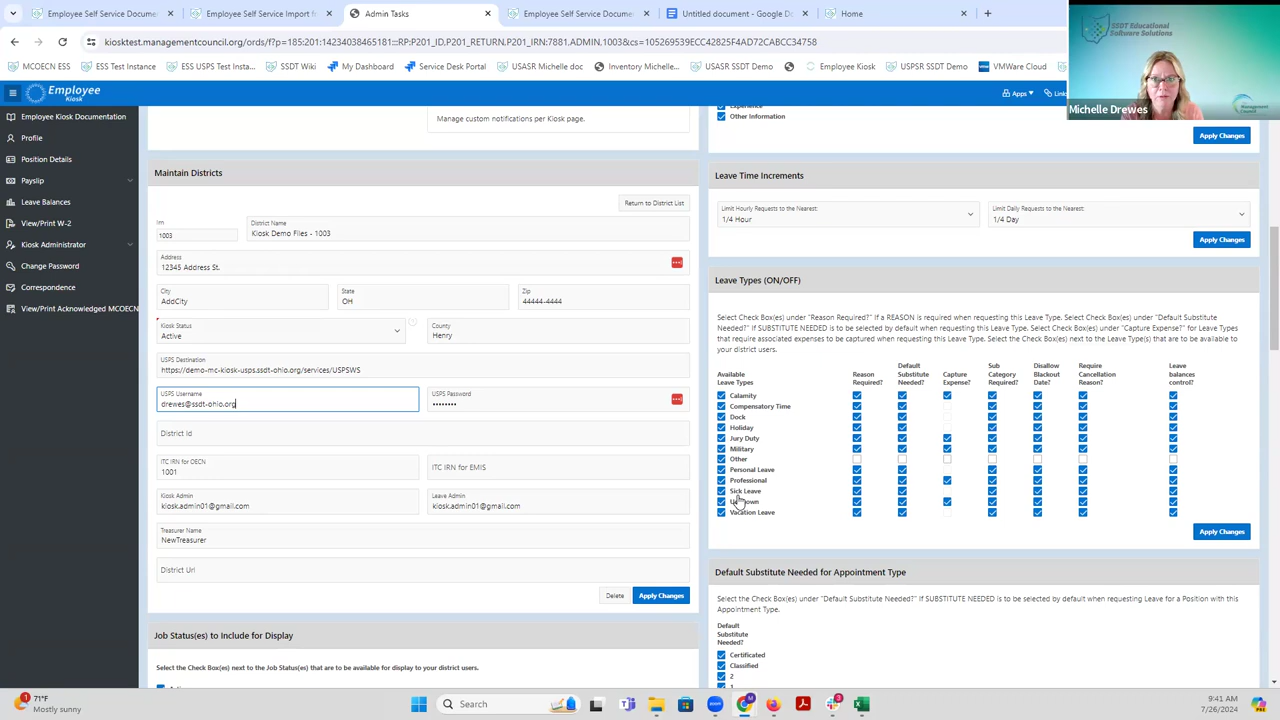 Employee Self Service Document
Employee Self Service Import f
Admin Tasks
Employee Self Service Docume
Untitled document - Google D
Home
kiosktest.managementcouncil.org/ords/f?p=185:201:14234038465181::RP:
RETURN.P201_IRN:
MCOECN ESS
ESS Test Instance
ESS USPS Test Insta...
SSDT Wiki
My Dashboard
Service Desk Portal
USASR Michelle doc
Inventory Michelle...
USASR SSDT Demo
Employee Kiosk
USPSR SSDT Demo
VMWare Cloud
SSDT Educational
Software Solutions
Michelle Drewes
Employee
Kiosk
Apps
Employee Kiosk Documentation
Profile
Position Details
Payslip
Leave Balances
View/Print W-2
Kiosk Administrator
Change Password
Correspondence
View/Print Acknowledged MCOECN
Manage custom notifications per kiosk page.
Maintain Districts
Return to District List
Irn
1003
District Name
Kiosk Demo Files - 1003
Address
12345 Address St.
City
AddCity
State
OH
Zip
44444-4444
Kiosk Status
Active
County
Henry
USPS Destination
https://demo-mc-kiosk-usps.ssdt-ohio.org/services/USPSWS
USPS Username
drewes@ssdt-ohio.org
USPS Password
••••••••
District Id
ITC IRN for OECN
1001
ITC IRN for EMIS
Kiosk Admin
kiosk.admin01@gmail.com
Leave Admin
kiosk.admin01@gmail.com
Treasurer Name
NewTreasurer
District Url
Delete
Apply Changes
Job Status(es) to Include for Display
Select the Check Box(es) next to the Job Status(es) that are to be available for display to your district users.
Experience
Other Information
Apply Changes
Leave Time Increments
Limit Hourly Requests to the Nearest:
1/4 Hour
Limit Daily Requests to the Nearest:
1/4 Day
Apply Changes
Leave Types (ON/OFF)
Select Check Box(es) under "Reason Required?" If a REASON is required when requesting this Leave Type. Select Check Box(es) under "Default Substitute
Needed?" If SUBSTITUTE NEEDED is to be selected by default when requesting this Leave Type. Select Check Box(es) under "Capture Expense?" for Leave Types
that require associated expenses to be captured when requesting this Leave Type. Select the Check Box(es) next to the Leave Type(s) that are to be available to
your district users.
Available
Leave Types
Reason
Required?
Default
Substitute
Needed?
Capture
Expense?
Sub
Category
Required?
Disallow
Blackout
Date?
Require
Cancellation
Reason?
Leave
balances
control?
Calamity
Compensatory Time
Dock
Holiday
Jury Duty
Military
Other
Personal Leave
Professional
Sick Leave
Vacation Leave
Apply Changes
Default Substitute Needed for Appointment Type
Select the Check Box(es) under "Default Substitute Needed?" If SUBSTITUTE NEEDED is to be selected by default when requesting Leave for a Position with this
Appointment Type.
Default
Substitute
Needed?
Certificated
Classified
2
71°F
Mostly sunny
Search
3
9:41 AM
7/26/2024